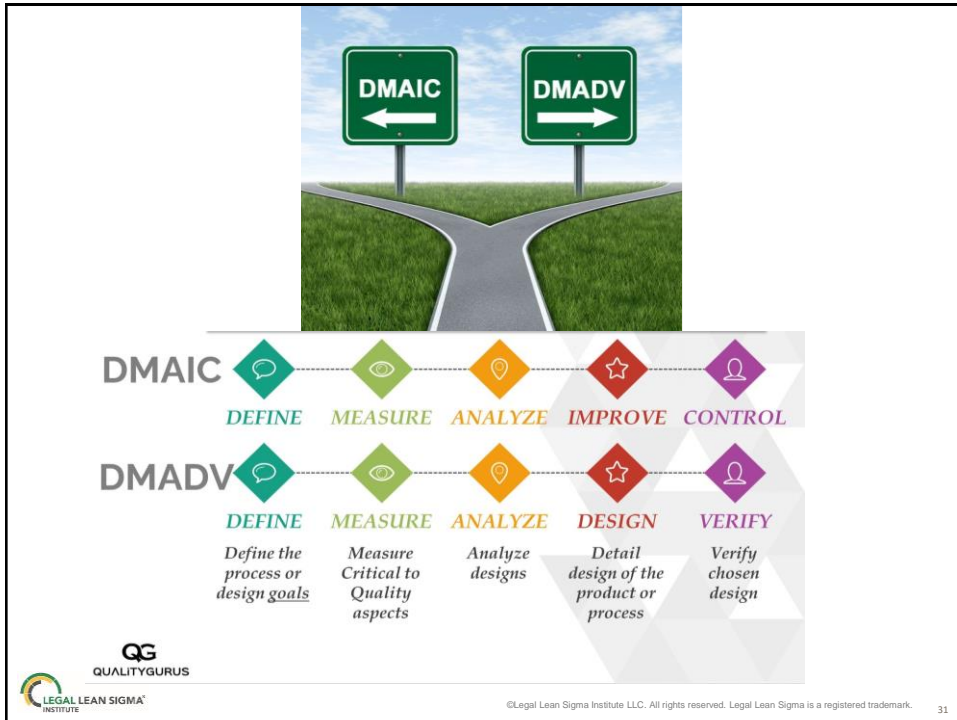 DMAIC
DMADV
DMAIC
DEFINE
MEASURE
ANALYZE
IMPROVE
CONTROL
DMADV
DEFINE
MEASURE
ANALYZE
DESIGN
VERIFY
Define the
process or
design goals
Measure
Critical to
Quality
aspects
Analyze
designs
Detail
design of the
product or
process
Verify
chosen
design
QG
QUALITYGURUS
LEGAL LEAN SIGMA®
INSTITUTE
©Legal Lean Sigma Institute LLC. All rights reserved. Legal Lean Sigma is a registered trademark.
31